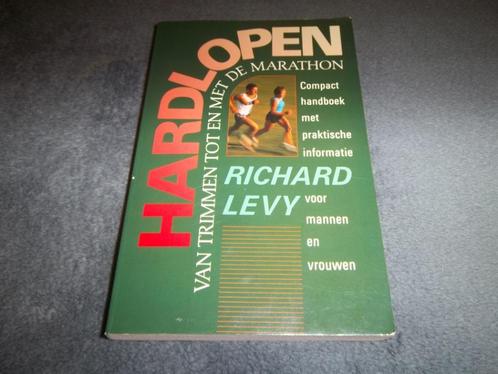 HARDLOPEN
VAN TRIMMEN TOT EN MET DE MARATHON
Compact
handboek
met
praktische
informatie
RICHARD
LEVY
voor
mannen
en
vrouwen